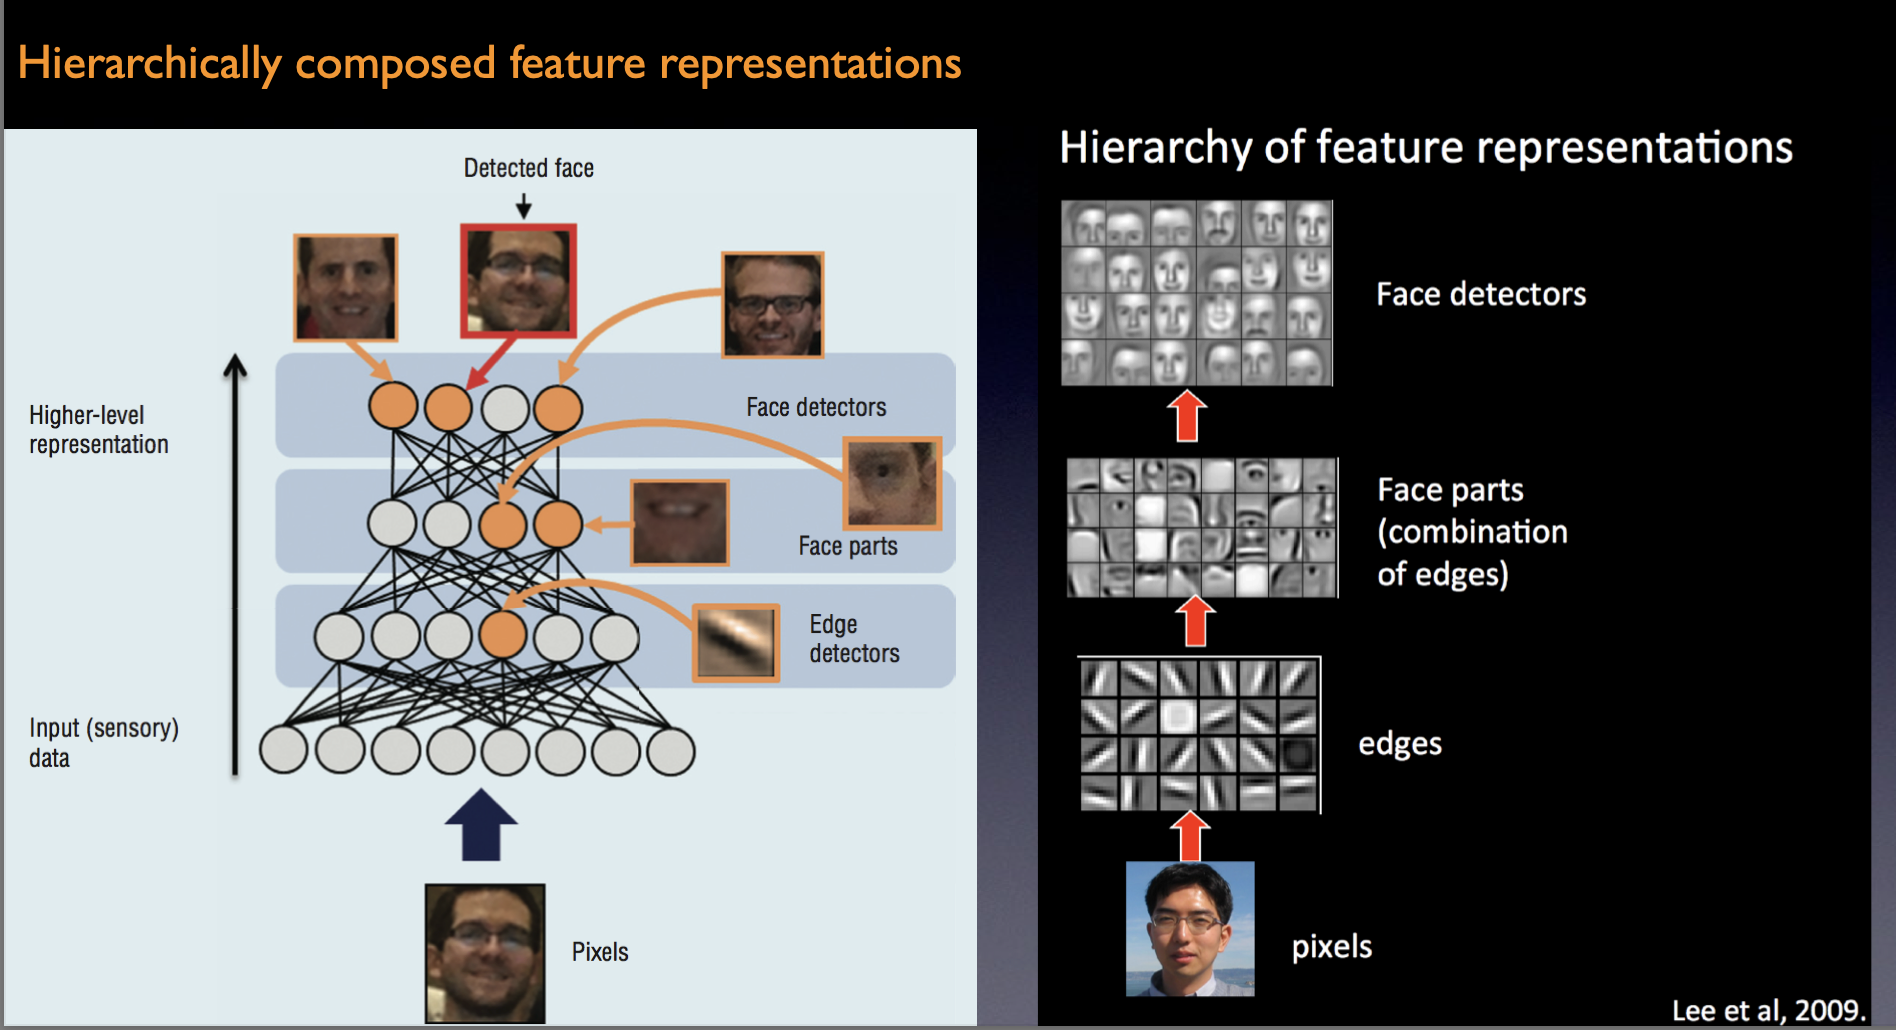 Hierarchically composed feature representations
Detected face
Higher-level
representation
Face detectors
Face parts
Edge
detectors
Input (sensory)
data
Pixels
Hierarchy of feature representations
Face detectors
Face parts
(combination
of edges)
edges
pixels
Lee et al, 2009.